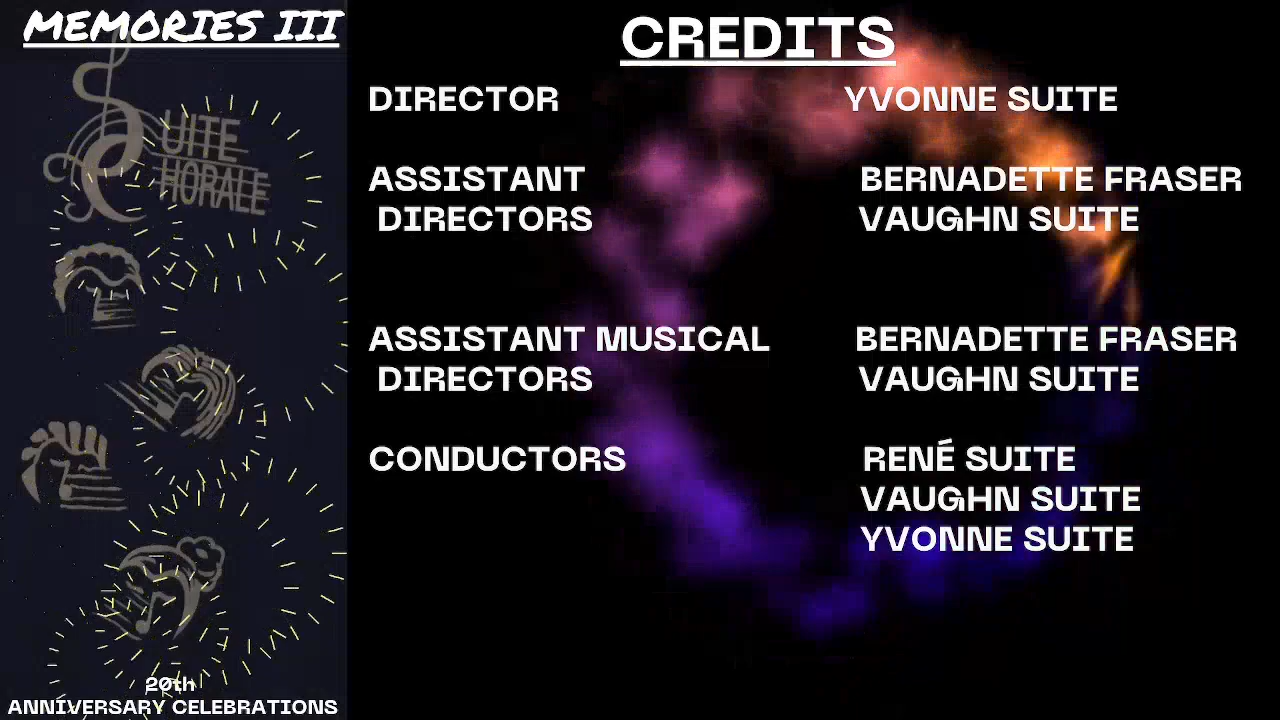 MEMORIES III
UITE
HORALE
20th
ANNIVERSARY CELEBRATIONS
CREDITS
DIRECTOR YVONNE SUITE
ASSISTANT BERNADETTE FRASER
DIRECTORS VAUGHN SUITE
ASSISTANT MUSICAL BERNADETTE FRASER
DIRECTORS VAUGHN SUITE
CONDUCTORS RENÉ SUITE
VAUGHN SUITE
YVONNE SUITE